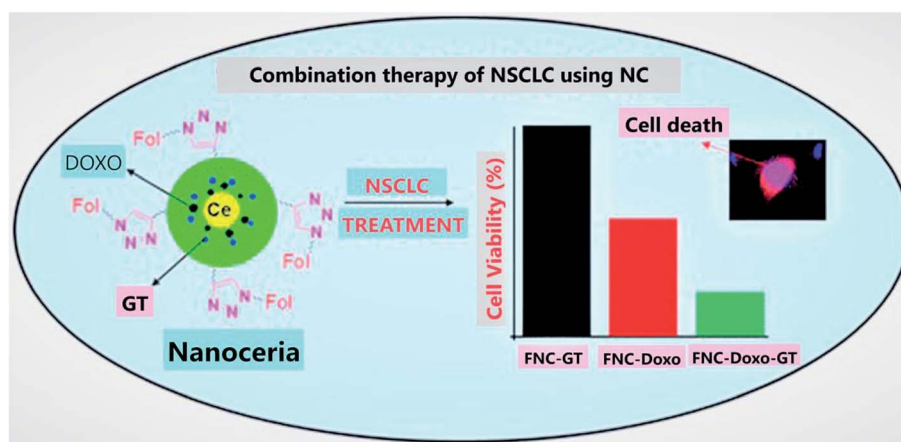 Combination therapy of NSCLC using NC
Fol
N
N
N
DOXO
Fol
N
N
N
Ce
N
N
N
Fol
GT
N
N
N
Fol
Nanoceria
NSCLC
TREATMENT
Cell Viability (%)
Cell death
FNC-GT
FNC-Doxo
FNC-Doxo-GT